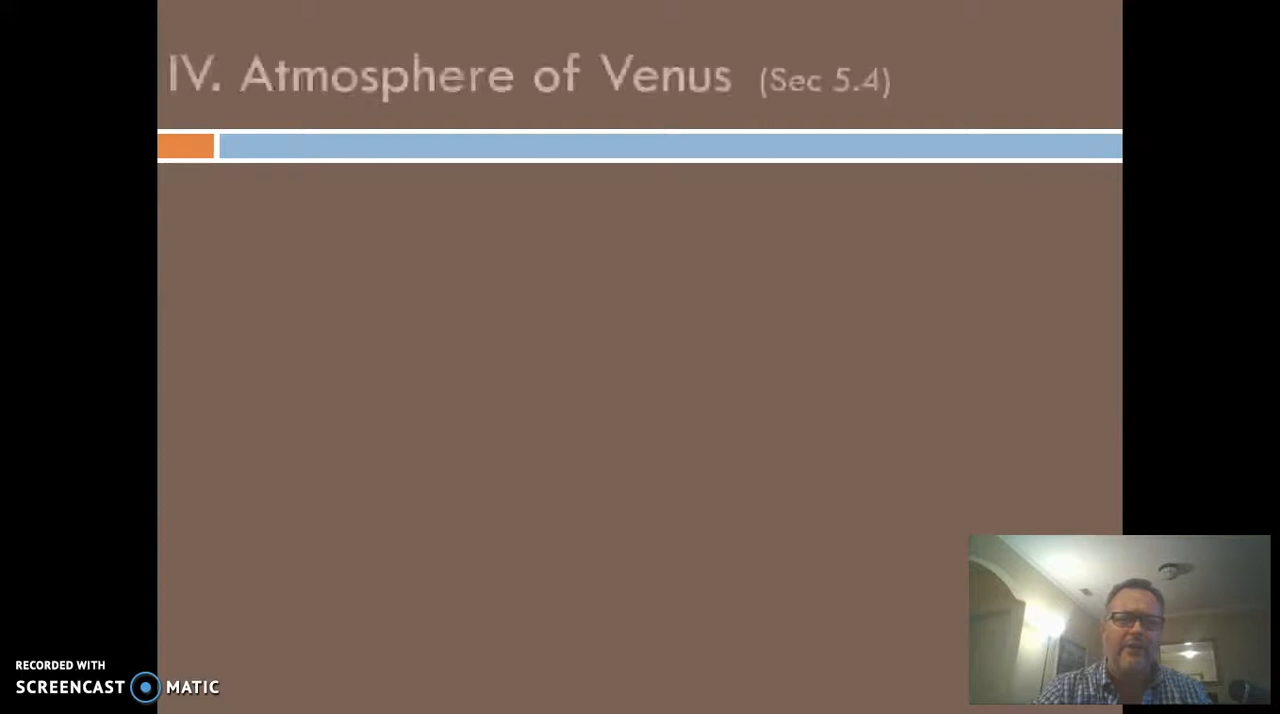 IV. Atmosphere of Venus (Sec 5.4)
RECORDED WITH
SCREENCAST MATIC